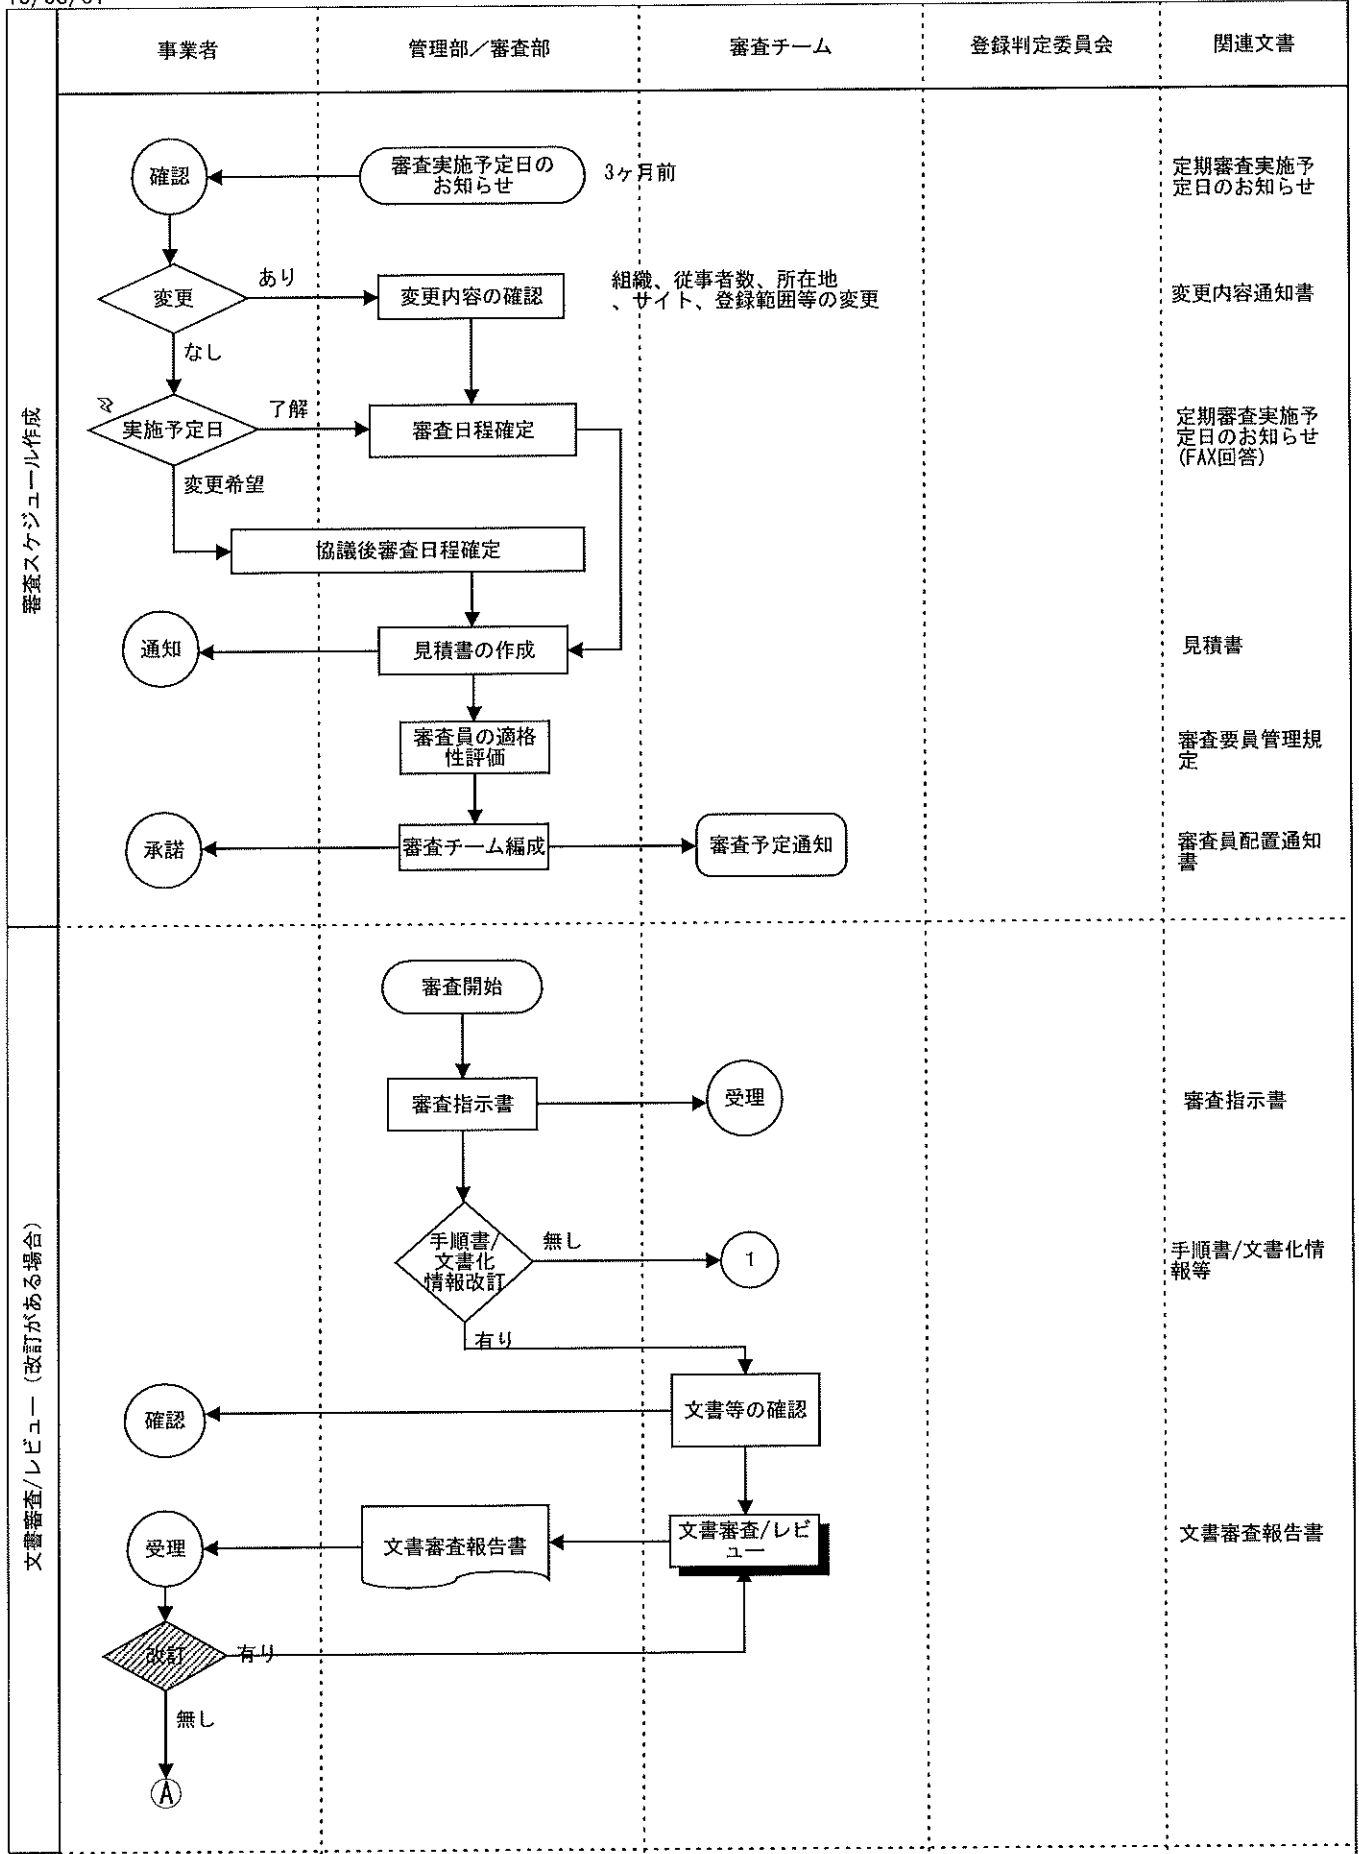 事業者
管理部／審査部
審査チーム
登録判定委員会
関連文書
審査スケジュール作成
確認
審査実施予定日の
お知らせ
3ヶ月前
定期審査実施予
定日のお知らせ
変更
あり
変更内容の確認
組織、従事者数、所在地
、サイト、登録範囲等の変更
変更内容通知書
なし
実施予定日
了解
審査日程確定
定期審査実施予
定日のお知らせ
(FAX回答)
変更希望
協議後審査日程確定
通知
見積書の作成
見積書
審査員の適格
性評価
審査要員管理規
定
承諾
審査チーム編成
審査予定通知
審査員配置通知
書
文書審査/レビュー（改訂がある場合）
審査開始
審査指示書
受理
審査指示書
手順書/
文書化
情報改訂
無し
1
手順書/文書化情
報等
有り
確認
文書等の確認
受理
文書審査報告書
文書審査/レビ
ュー
文書審査報告書
改訂
有り
無し
A